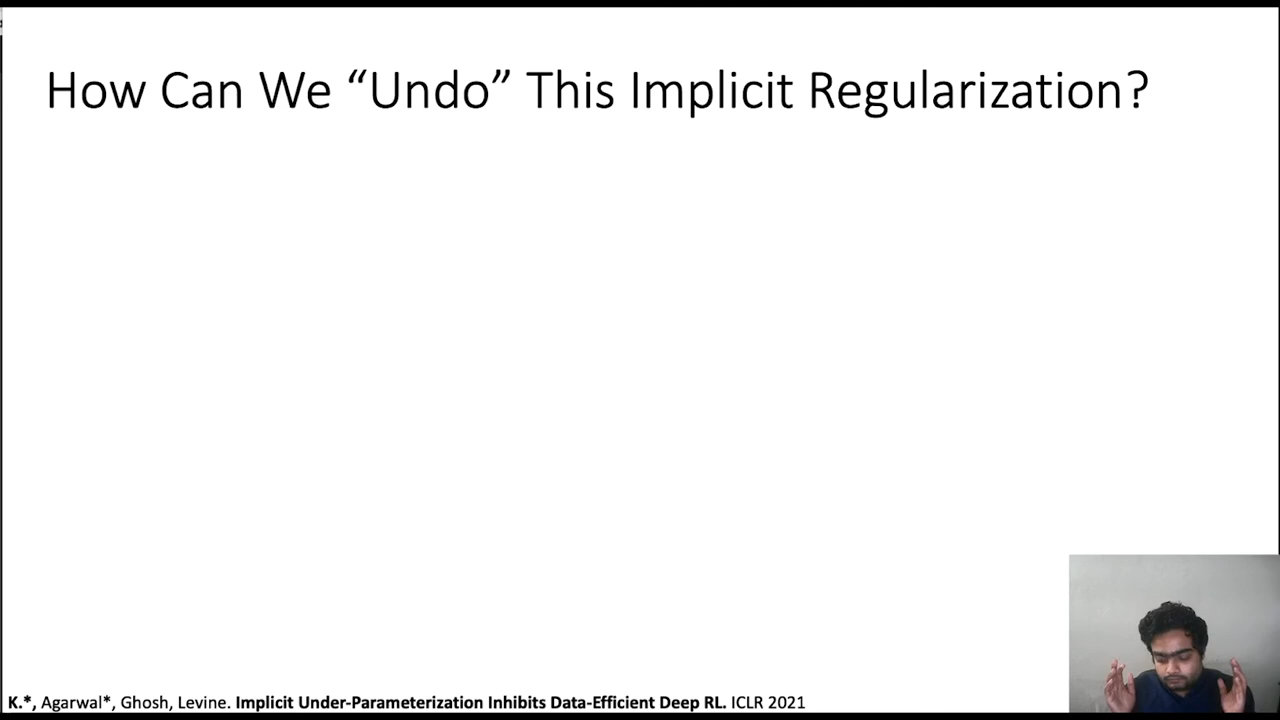 How Can We “Undo” This Implicit Regularization?
K.*, Agarwal*, Ghosh, Levine. Implicit Under-Parameterization Inhibits Data-Efficient Deep RL. ICLR 2021